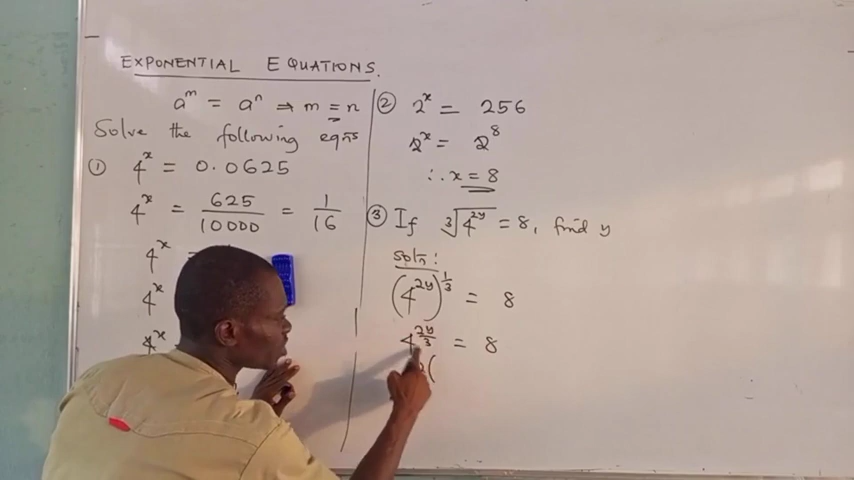 EXPONENTIAL EQUATIONS.
a^m = a^n ⇒ m = n
Solve the following eqns
① 4^x = 0.0625
4^x = 625/10000 = 1/16
4^x =
4^x
4^x
② 2^x = 256
2^x = 2^8
∴ x = 8
③ If ∛(4^(2y)) = 8, find y
Soln:
(4^(2y))^(1/3) = 8
4^(2y/3) = 8
2(